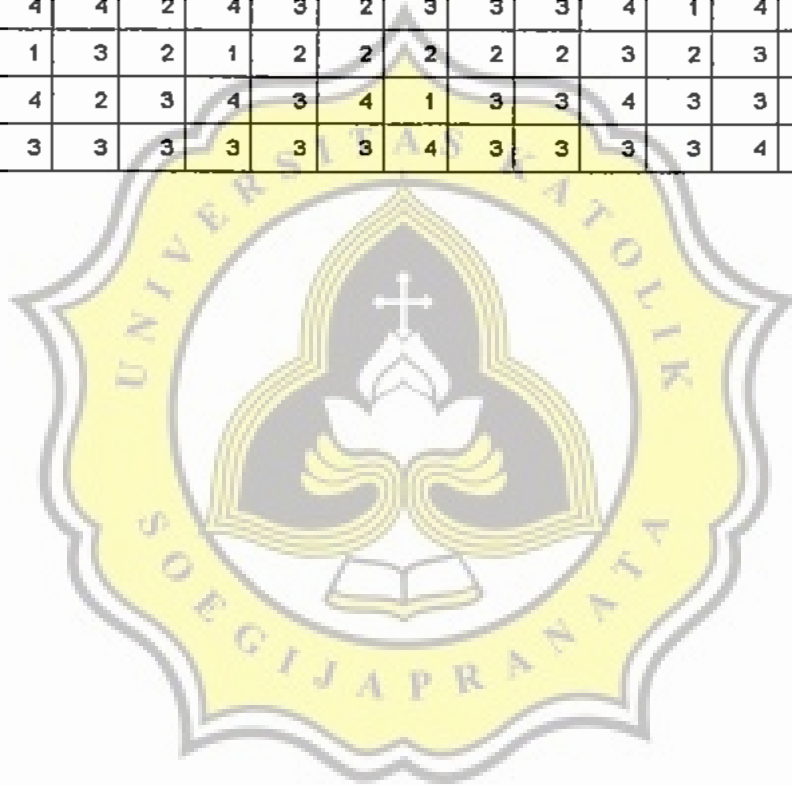 4 4 2 4 3 2 3 3 3 4 1 4
1 3 2 1 2 2 2 2 2 3 2 3
4 2 3 4 3 4 1 3 3 4 3 3
3 3 3 3 3 3 4 3 3 3 3 4
UNIVERSITAS KATOLIK
SOEGIJAPRANATA